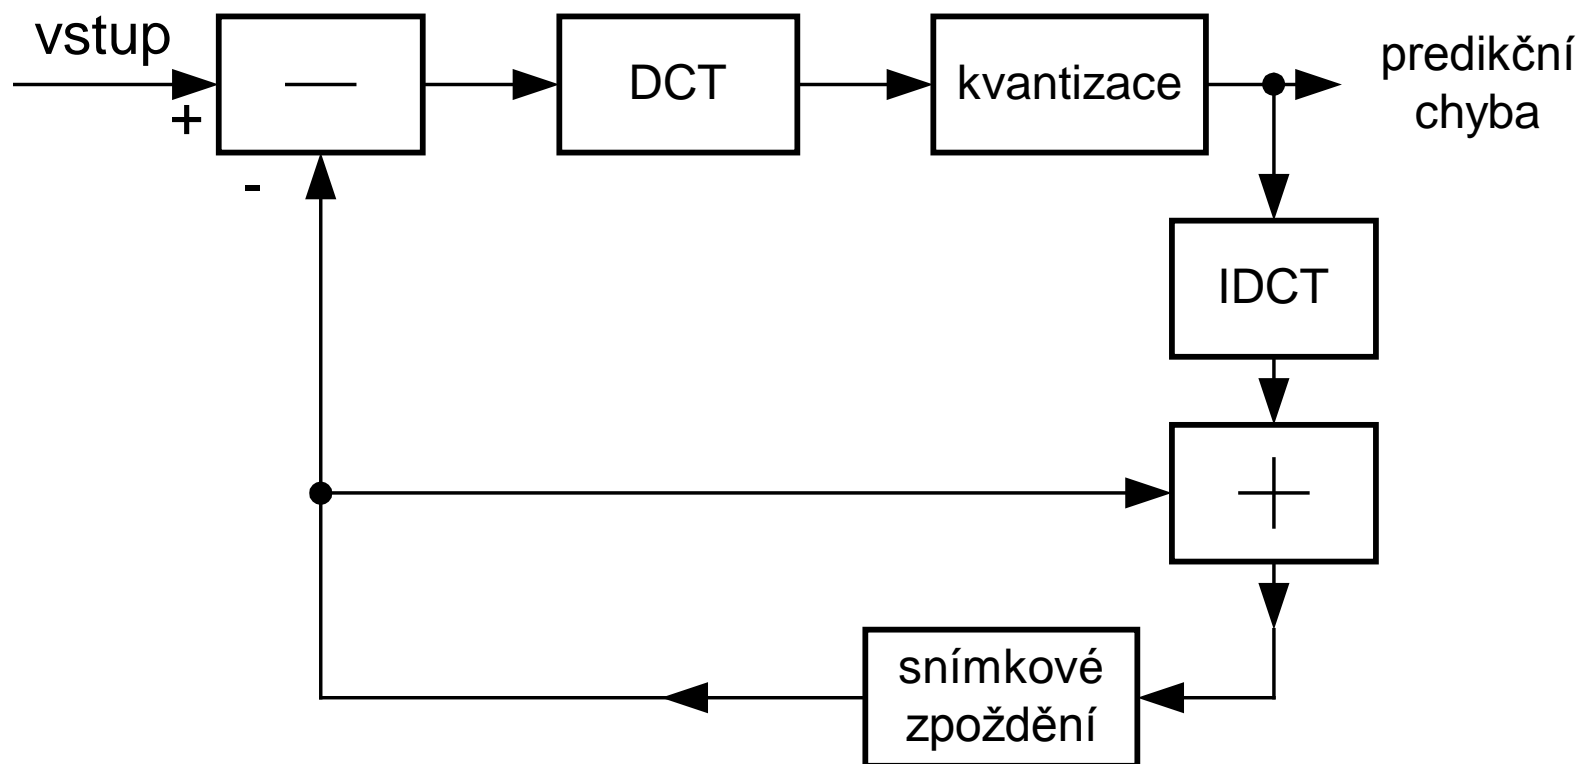 vstup
+
-
—
DCT
kvantizace
predikční
chyba
IDCT
+
snímkové
zpoždění